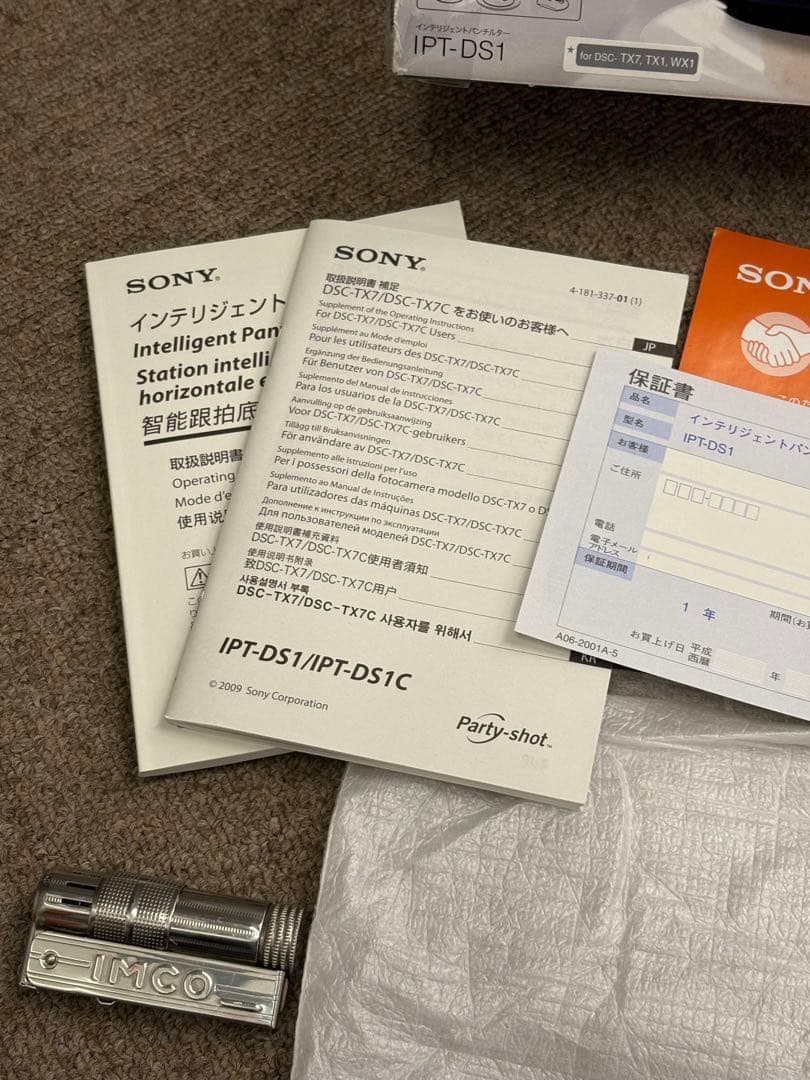 インテリジェントパンチルター
IPT-DS1
★ for DSC- TX7, TX1, WX1
SONY
インテリジェント
Intelligent Pan
Station intelli
horizontale e
智能跟拍底
取扱説明書
Operating
Mode d'e
使用说
お買い
SONY
取扱説明書 補足
4-181-337-01 (1)
DSC-TX7/DSC-TX7C をお使いのお客様へ
JP
Supplement of the Operating Instructions
For DSC-TX7/DSC-TX7C Users
Supplément au Mode d'emploi
Pour les utilisateurs des DSC-TX7/DSC-TX7C
Ergänzung der Bedienungsanleitung
Für Benutzer von DSC-TX7/DSC-TX7C
Suplemento del Manual de instrucciones
Para los usuarios de la DSC-TX7/DSC-TX7C
Aanvulling op de gebruiksaanwijzing
Voor DSC-TX7/DSC-TX7C-gebruikers
Tillägg till Bruksanvisningen
För användare av DSC-TX7/DSC-TX7C
Supplemento alle istruzioni per l'uso
Per i possessori della fotocamera modello DSC-TX7 o DS
Suplemento ao Manual de Instruções
Para utilizadores das máquinas DSC-TX7/DSC-TX7C
Дополнение к инструкции по эксплуатации
Для пользователей моделей DSC-TX7/DSC-TX7C
使用說明書補充資料
DSC-TX7/DSC-TX7C使用者須知
使用说明书附录
致DSC-TX7/DSC-TX7C用户
사용설명서 부록
DSC-TX7/DSC-TX7C 사용자를 위해서
KR
IPT-DS1/IPT-DS1C
© 2009 Sony Corporation
Party-shot™
SON
このた
保証書
品名
インテリジェントパン
型名
IPT-DS1
お客様
ご住所
電話
電子メール
アドレス
保証期間
1 年
期間(お買
お買上げ日 平成
西暦
年
A06-2001A-5
IMCO